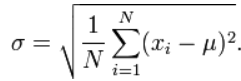 σ = √(1/N ∑_{i=1}^{N} (x_i − μ)²).